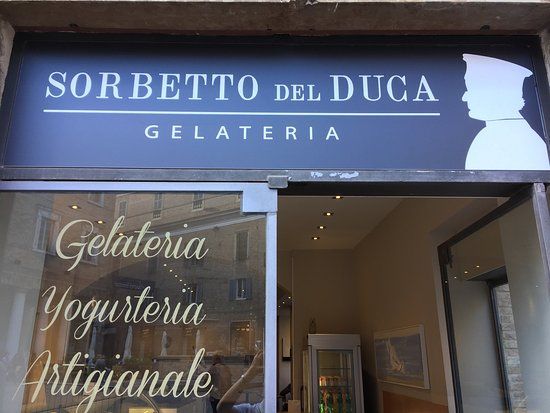 SORBETTO DEL DUCA
GELATERIA
Gelateria
Yogurteria
Artigianale